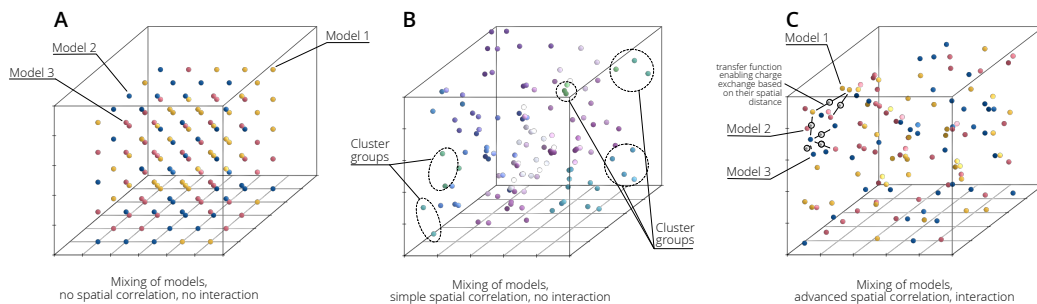 A
Model 2
Model 1
Model 3
Mixing of models,
no spatial correlation, no interaction
B
Cluster
groups
Cluster
groups
Mixing of models,
simple spatial correlation, no interaction
C
Model 1
transfer function
enabling charge
exchange based
on their spatial
distance
Model 2
Model 3
Mixing of models,
advanced spatial correlation, interaction